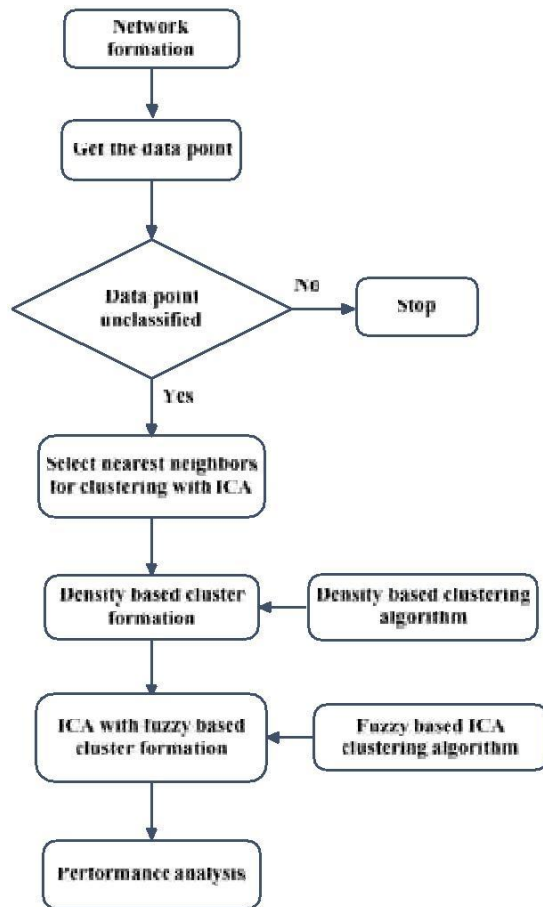 Network
formation
Get the data point
Data point
unclassified
No
Stop
Yes
Select nearest neighbors
for clustering with ICA
Density based cluster
formation
Density based clustering
algorithm
ICA with fuzzy based
cluster formation
Fuzzy based ICA
clustering algorithm
Performance analysis